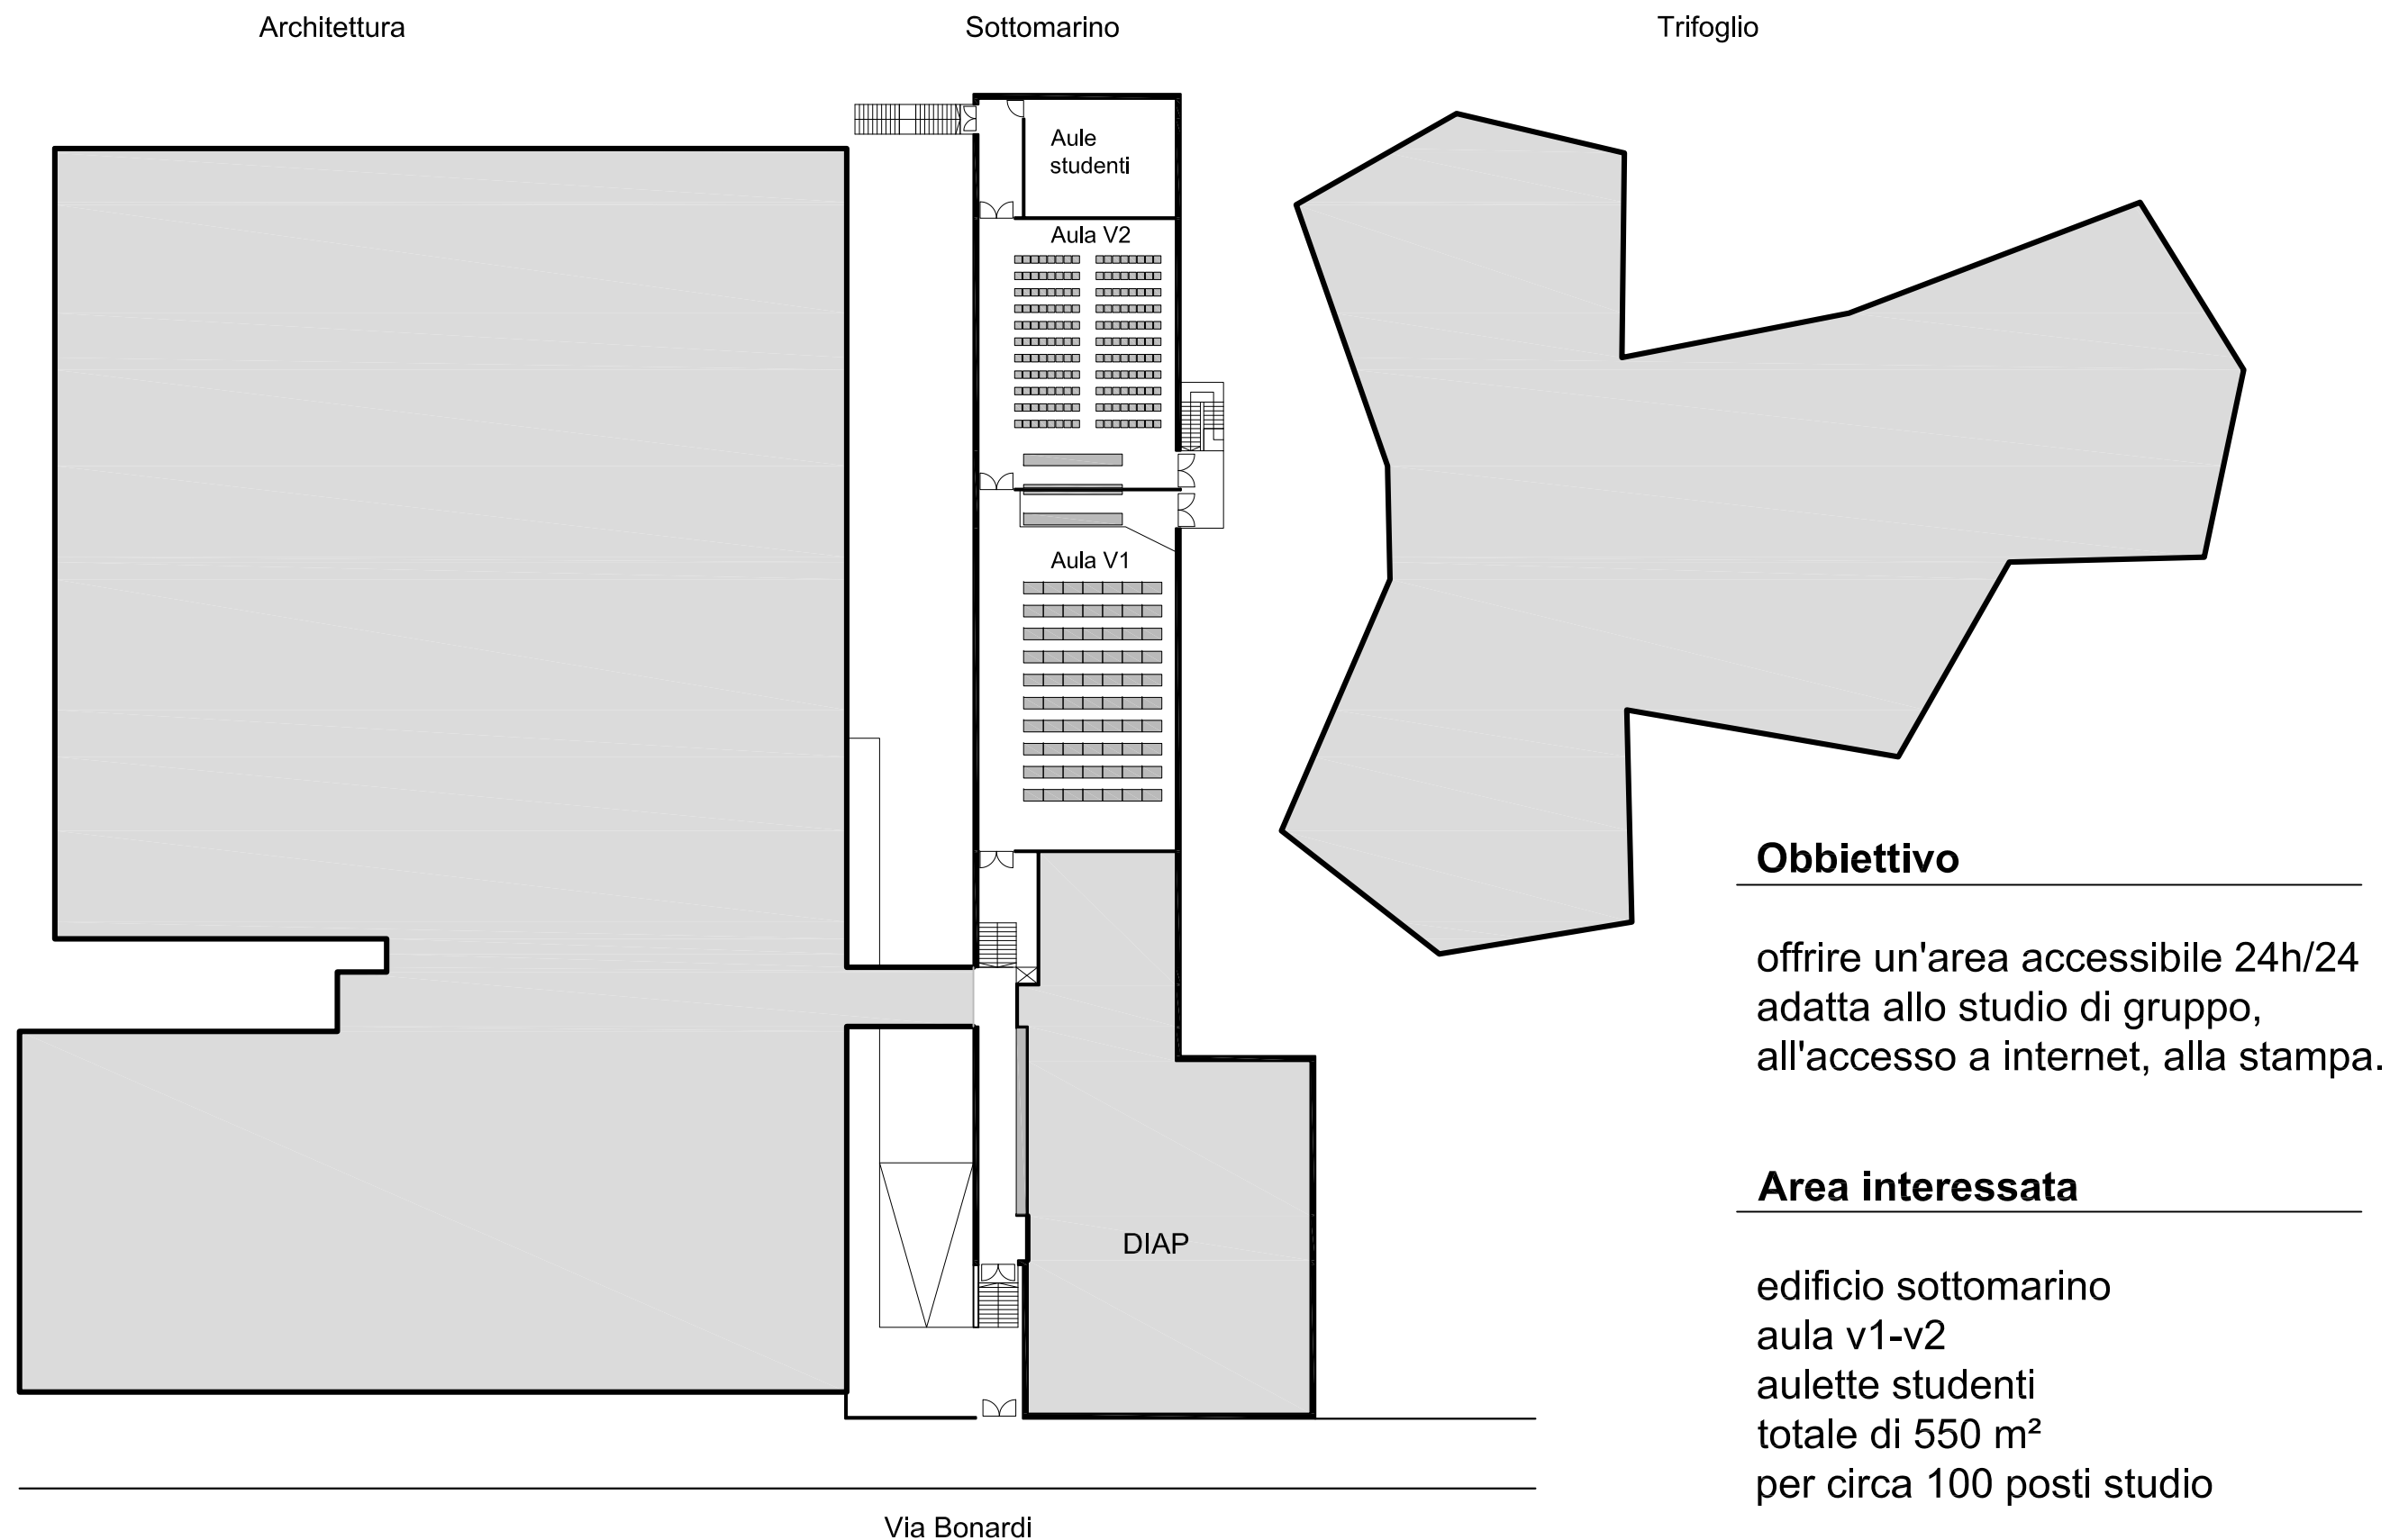 Architettura
Sottomarino
Trifoglio
Aule
studenti
Aula V2
Aula V1
DIAP
Via Bonardi
Obbiettivo
offrire un'area accessibile 24h/24
adatta allo studio di gruppo,
all'accesso a internet, alla stampa.
Area interessata
edificio sottomarino
aula v1-v2
aulette studenti
totale di 550 m²
per circa 100 posti studio